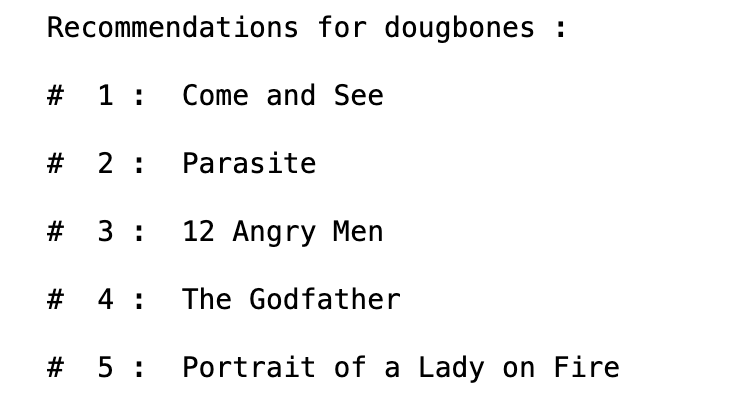 Recommendations for dougbones :
#  1 :  Come and See
#  2 :  Parasite
#  3 :  12 Angry Men
#  4 :  The Godfather
#  5 :  Portrait of a Lady on Fire